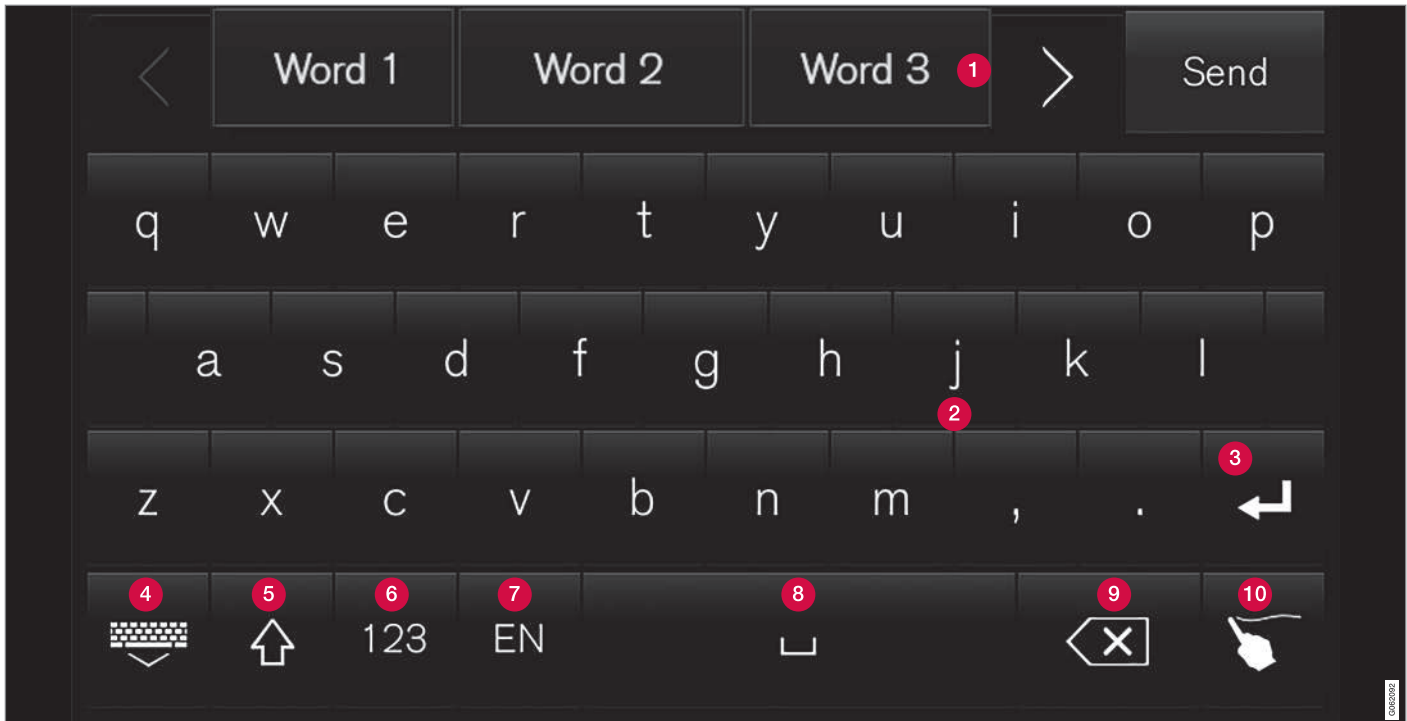 Word 1 Word 2 Word 3 1 Send
q w e r t y u i o p
a s d f g h j k l
2
3
z x c v b n m , .
4 5 6 7 8 9 10
123 EN
G062092